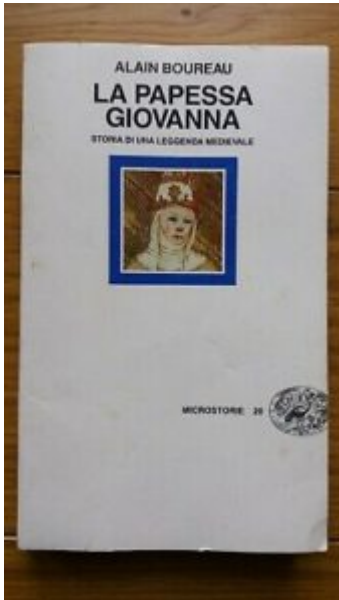 ALAIN BOUREAU
LA PAPESSA
GIOVANNA
STORIA DI UNA LEGGENDA MEDIEVALE
MICROSTORIE 20